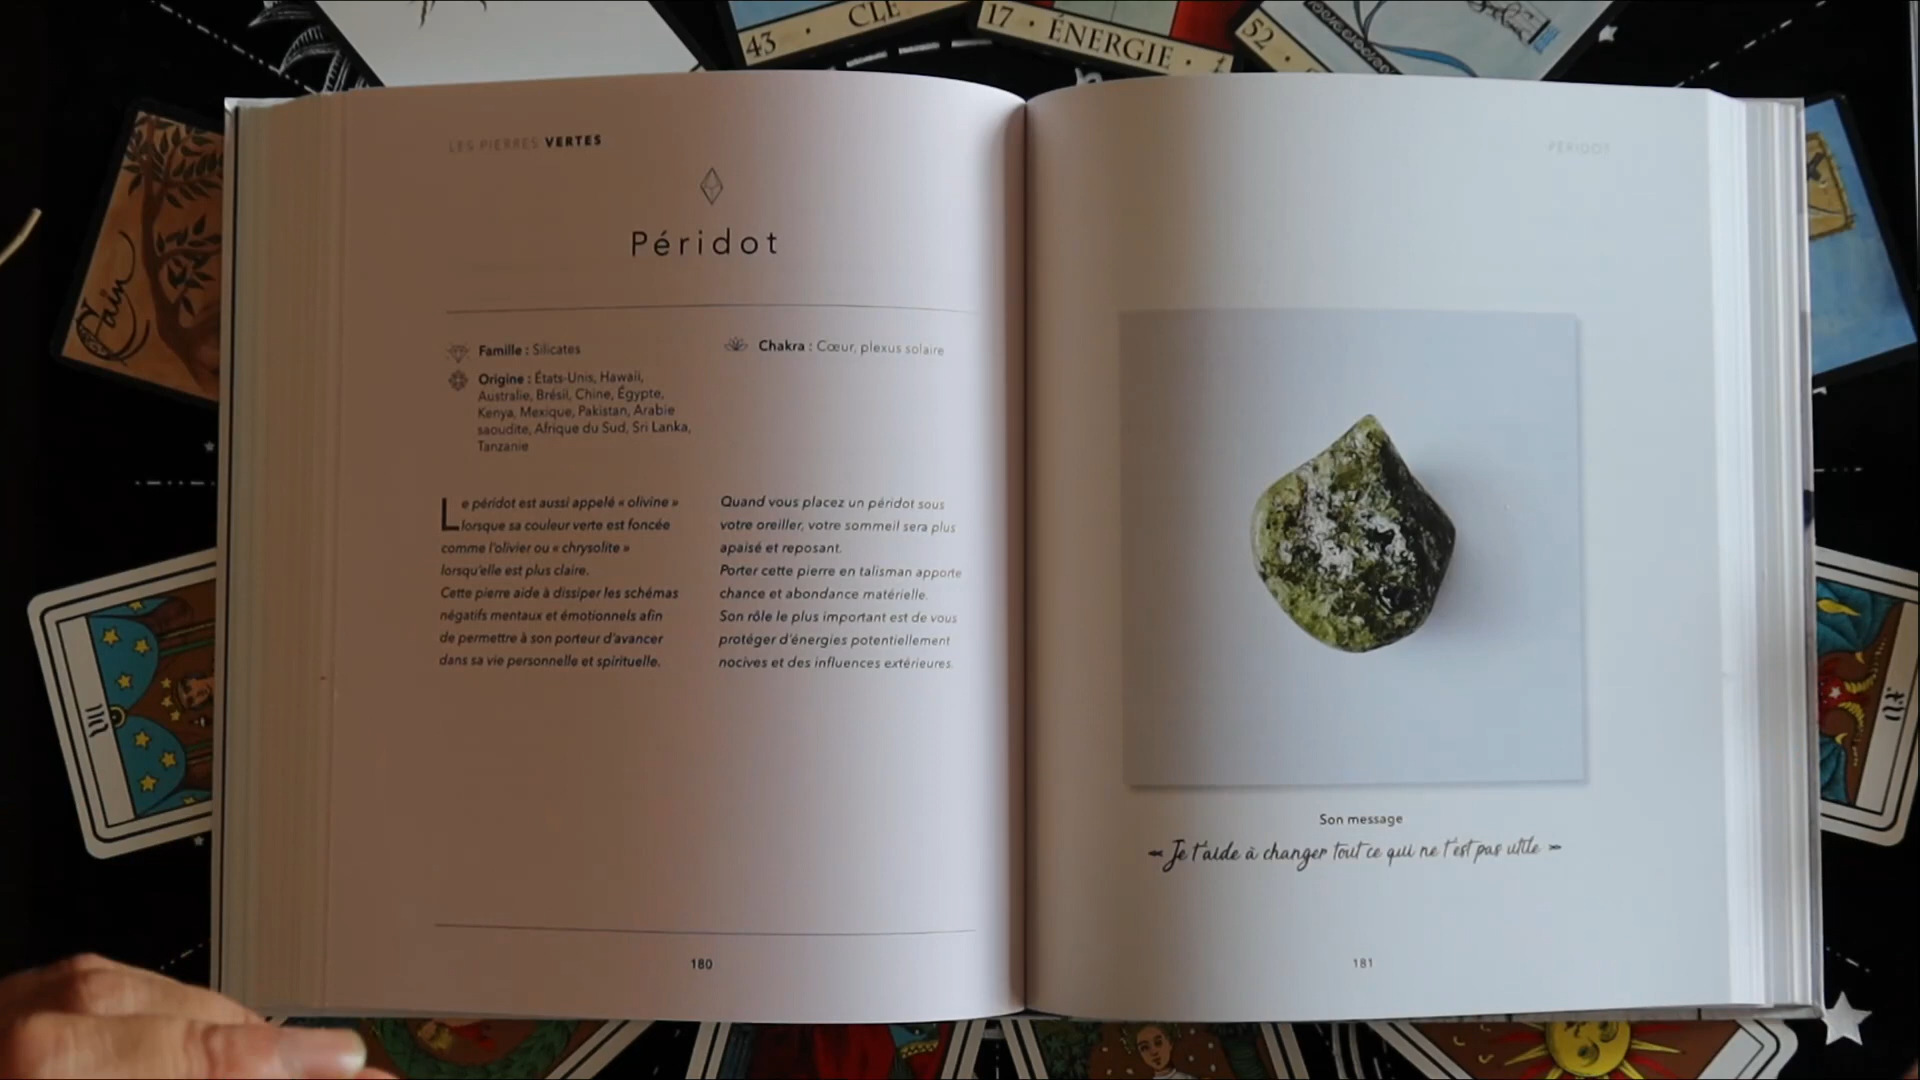 43 · CLÉ
17 · ÉNERGIE ·
52 ·
Caïn
LES PIERRES VERTES
Péridot
Famille : Silicates
Origine : États-Unis, Hawaii,
Australie, Brésil, Chine, Égypte,
Kenya, Mexique, Pakistan, Arabie
saoudite, Afrique du Sud, Sri Lanka,
Tanzanie
Chakra : Cœur, plexus solaire
Le péridot est aussi appelé « olivine »
lorsque sa couleur verte est foncée
comme l'olivier ou « chrysolite »
lorsqu'elle est plus claire.
Cette pierre aide à dissiper les schémas
négatifs mentaux et émotionnels afin
de permettre à son porteur d'avancer
dans sa vie personnelle et spirituelle.
Quand vous placez un péridot sous
votre oreiller, votre sommeil sera plus
apaisé et reposant.
Porter cette pierre en talisman apporte
chance et abondance matérielle.
Son rôle le plus important est de vous
protéger d'énergies potentiellement
nocives et des influences extérieures.
180
PÉRIDOT
Son message
Je t'aide à changer tout ce qui ne t'est pas utile
181